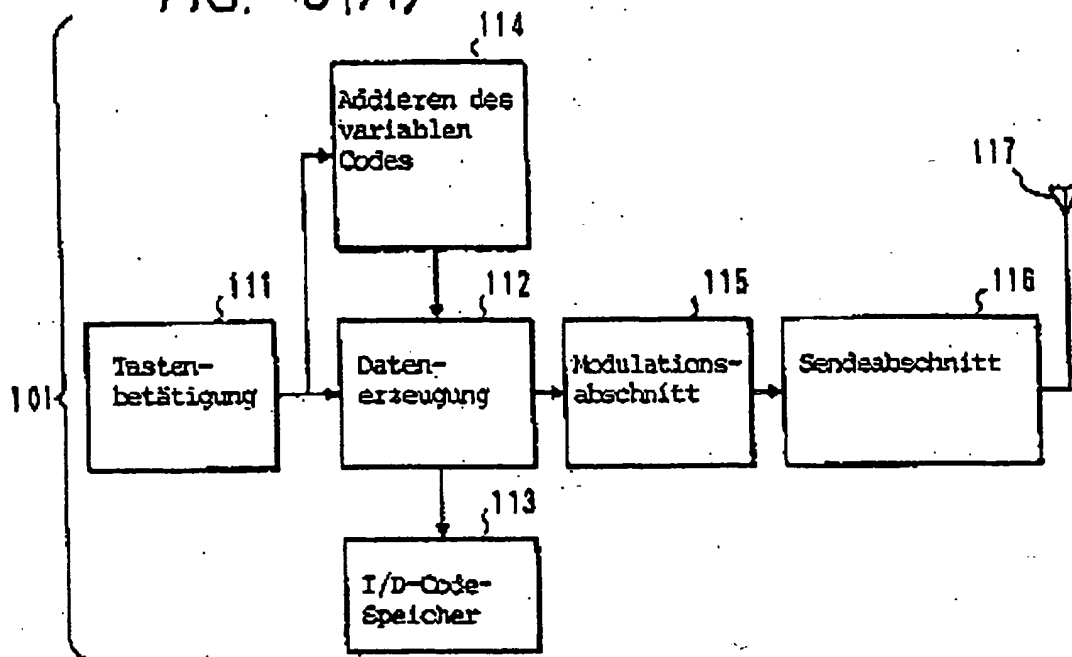 FIG.
114
Addieren des
variablen
Codes
117
111
112
115
116
Tasten-
betätigung
Daten-
erzeugung
Modulations-
abschnitt
Sendeabschnitt
101
113
I/D-Code-
Speicher